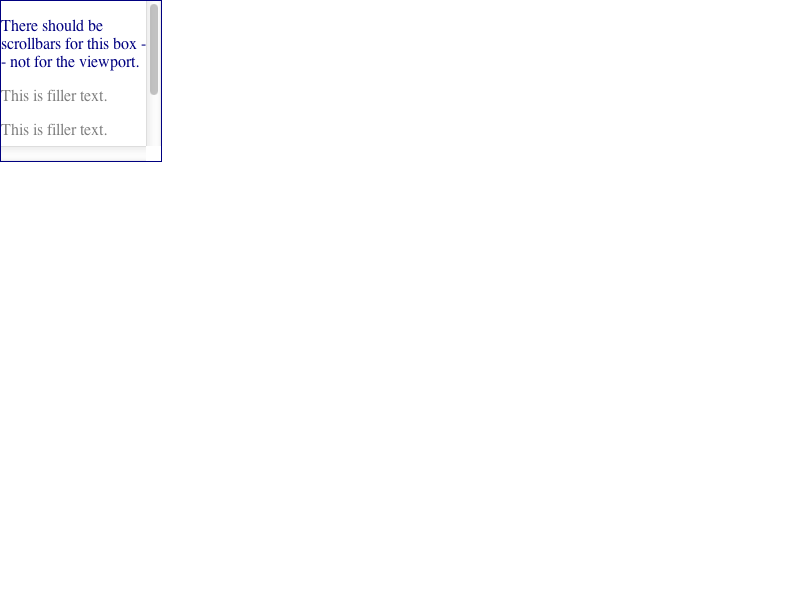 There should be
scrollbars for this box -
- not for the viewport.
This is filler text.
This is filler text.